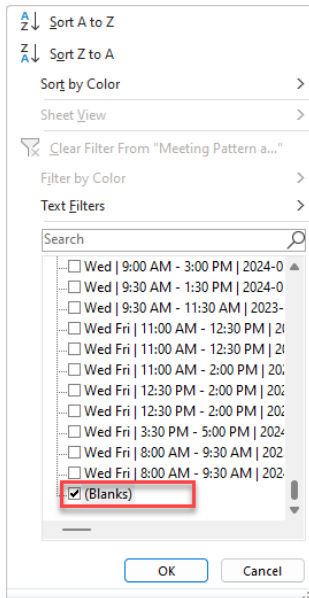 Sort A to Z
Sort Z to A
Sort by Color
Sheet View
Clear Filter From "Meeting Pattern a..."
Filter by Color
Text Filters
Search
Wed | 9:00 AM - 3:00 PM | 2024-0
Wed | 9:30 AM - 1:30 PM | 2024-0
Wed | 9:30 AM - 11:30 AM | 2023-
Wed Fri | 11:00 AM - 12:30 PM | 20
Wed Fri | 11:00 AM - 12:30 PM | 20
Wed Fri | 11:00 AM - 2:00 PM | 202
Wed Fri | 12:30 PM - 2:00 PM | 202
Wed Fri | 12:30 PM - 2:00 PM | 202
Wed Fri | 3:30 PM - 5:00 PM | 2024
Wed Fri | 8:00 AM - 9:30 AM | 202
Wed Fri | 8:00 AM - 9:30 AM | 202
(Blanks)
OK Cancel